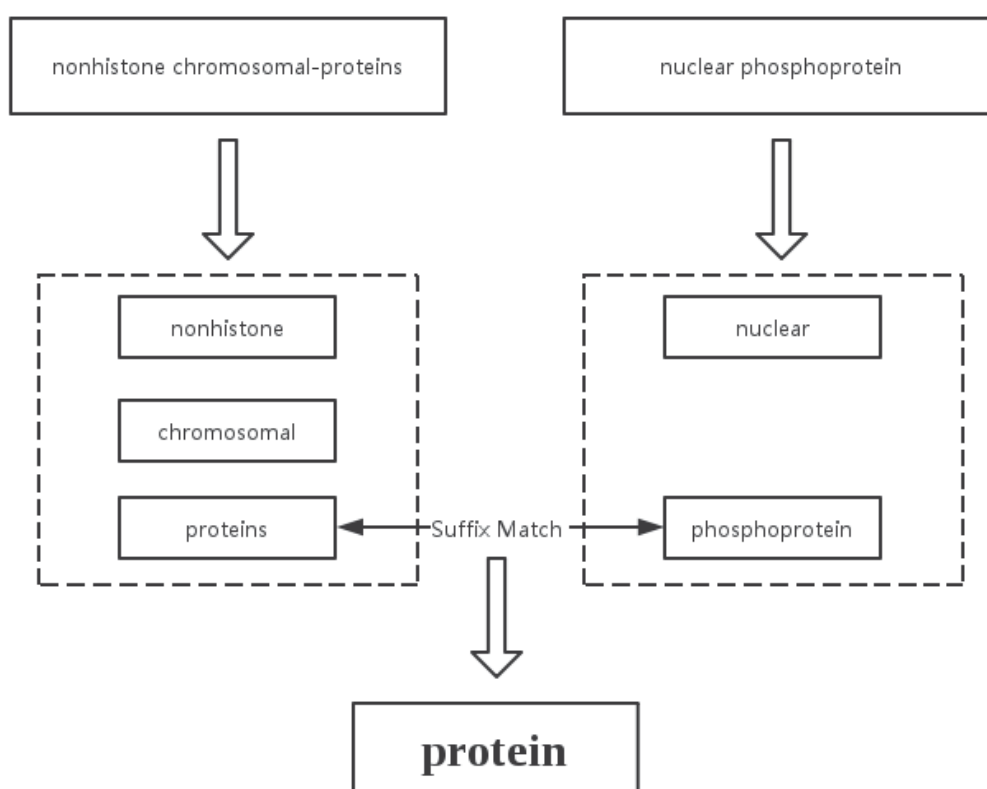 nonhistone chromosomal-proteins
nuclear phosphoprotein
nonhistone
nuclear
chromosomal
proteins
Suffix Match
phosphoprotein
protein